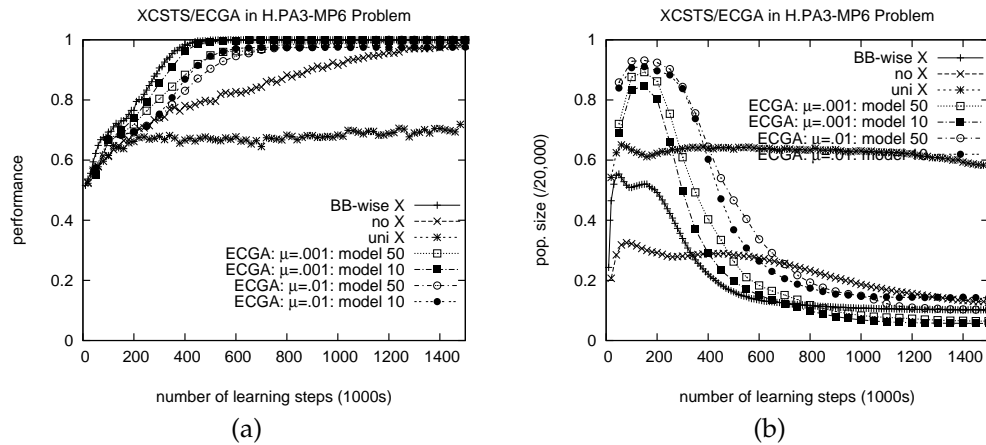 XCSTS/ECGA in H.PA3-MP6 Problem
1
0.8
0.6
0.4
0.2
0
performance
BB-wise X
no X
uni X
ECGA: μ=.001: model 50
ECGA: μ=.001: model 10
ECGA: μ=.01: model 50
ECGA: μ=.01: model 10
0 200 400 600 800 1000 1200 1400
number of learning steps (1000s)
(a)
XCSTS/ECGA in H.PA3-MP6 Problem
1
0.8
0.6
0.4
0.2
0
pop. size (/20,000)
BB-wise X
no X
uni X
ECGA: μ=.001: model 50
ECGA: μ=.001: model 10
ECGA: μ=.01: model 50
ECGA: μ=.01: model 10
0 200 400 600 800 1000 1200 1400
number of learning steps (1000s)
(b)